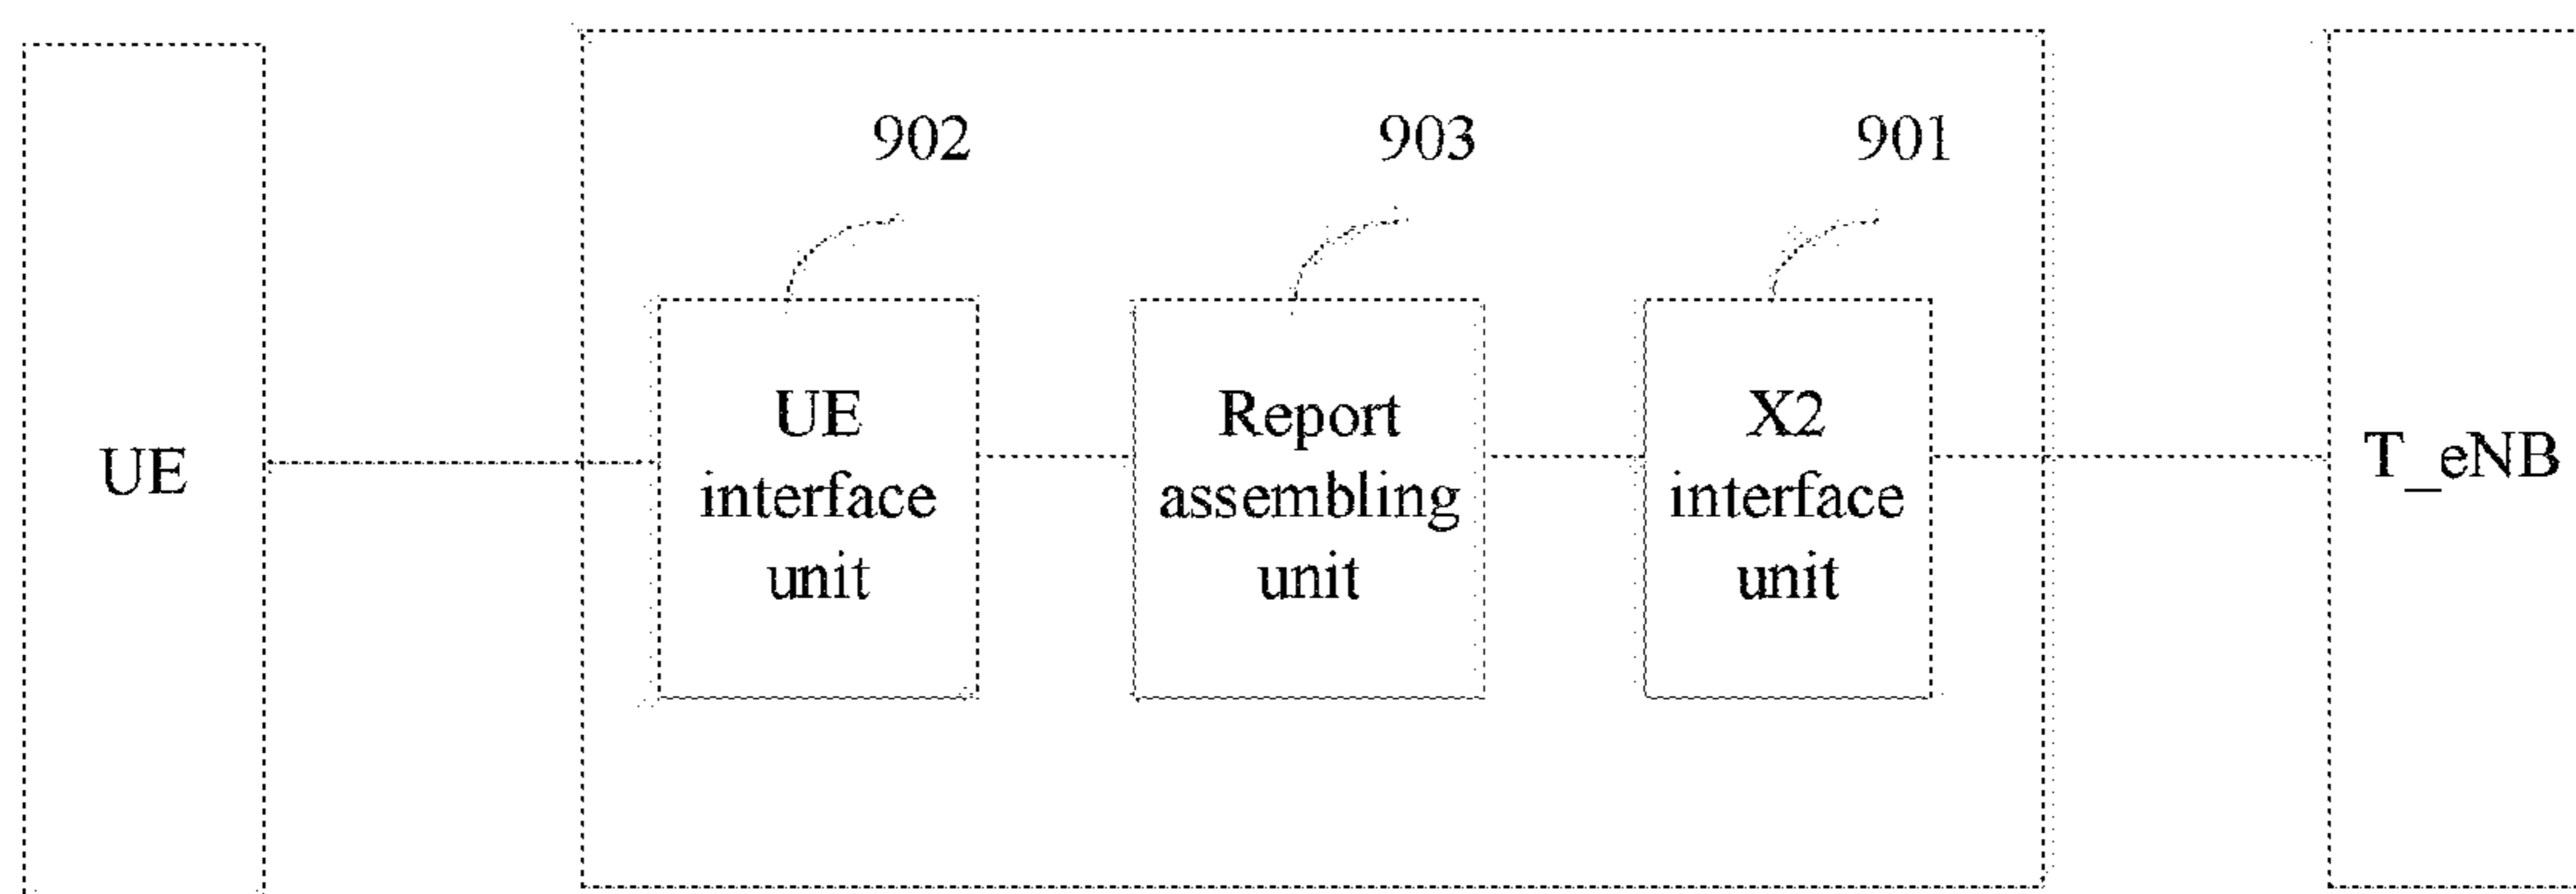 902
903
901
UE
UE
interface
unit
Report
assembling
unit
X2
interface
unit
T_eNB